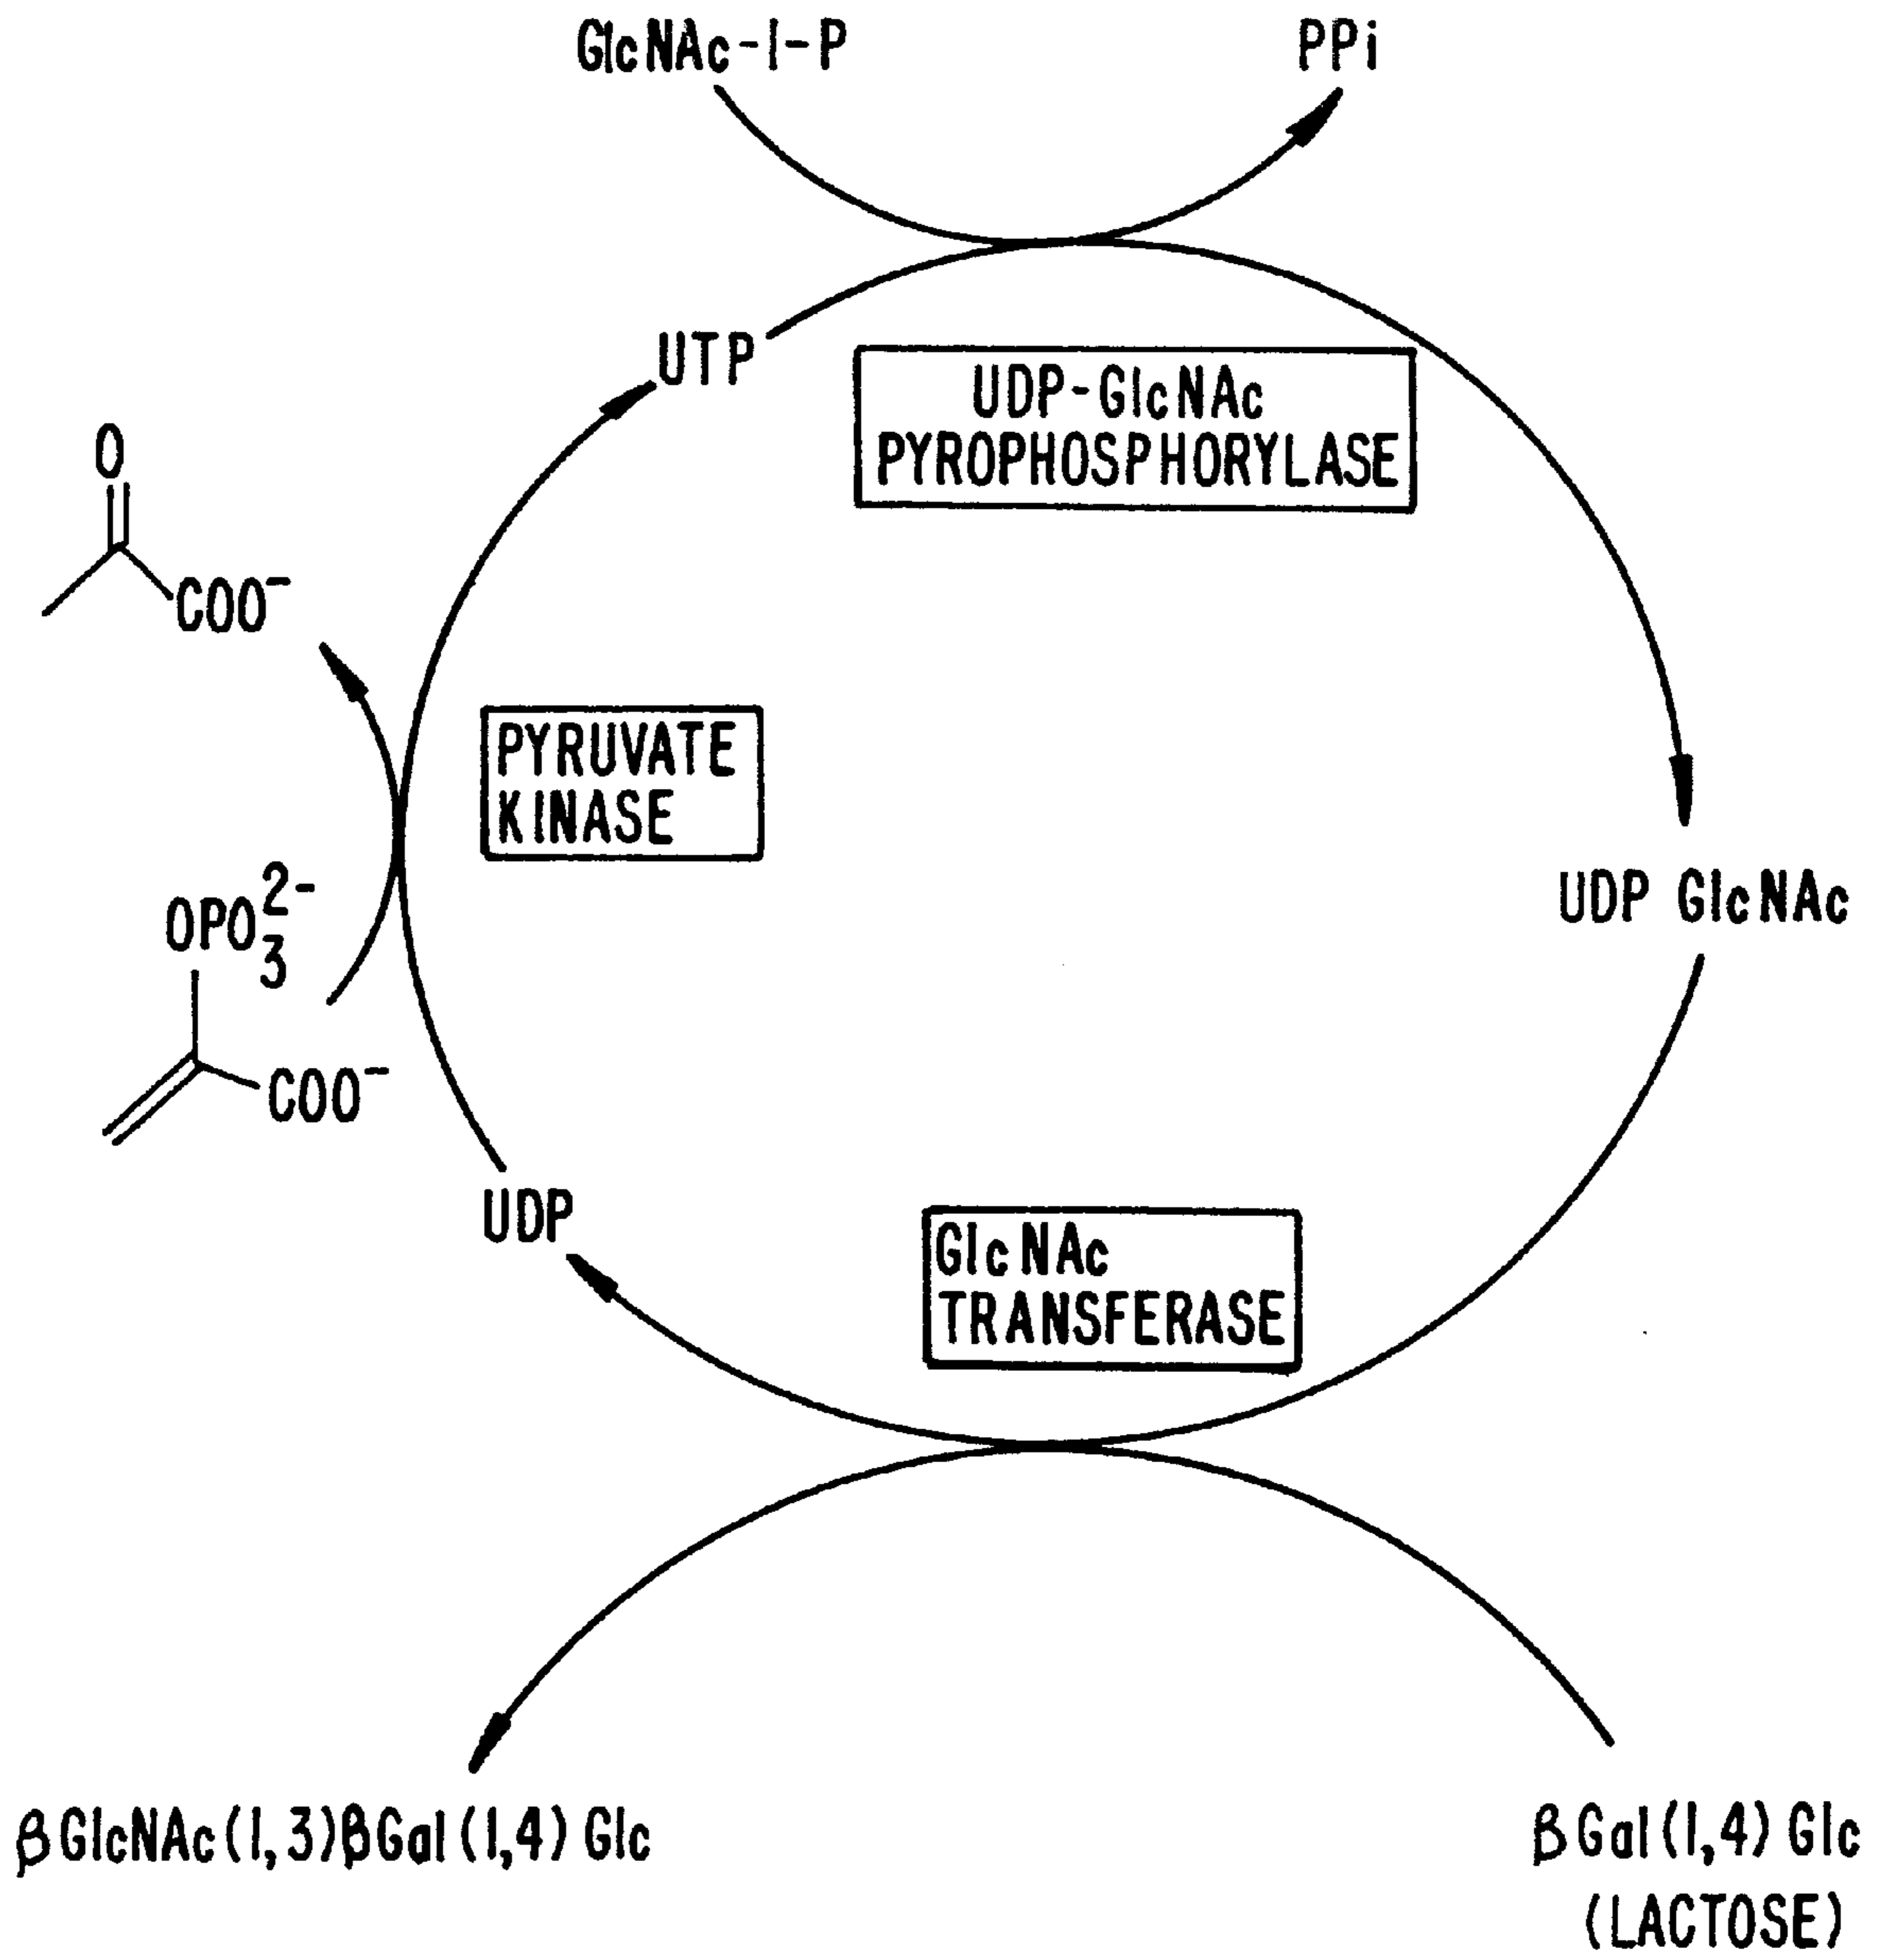 GlcNAc-1-P
PPi
UTP
UDP-GlcNAc
PYROPHOSPHORYLASE
O
COO⁻
PYRUVATE
KINASE
OPO₃²⁻
COO⁻
UDP GlcNAc
UDP
GlcNAc
TRANSFERASE
βGlcNAc(1,3)βGal(1,4)Glc
βGal(1,4)Glc
(LACTOSE)